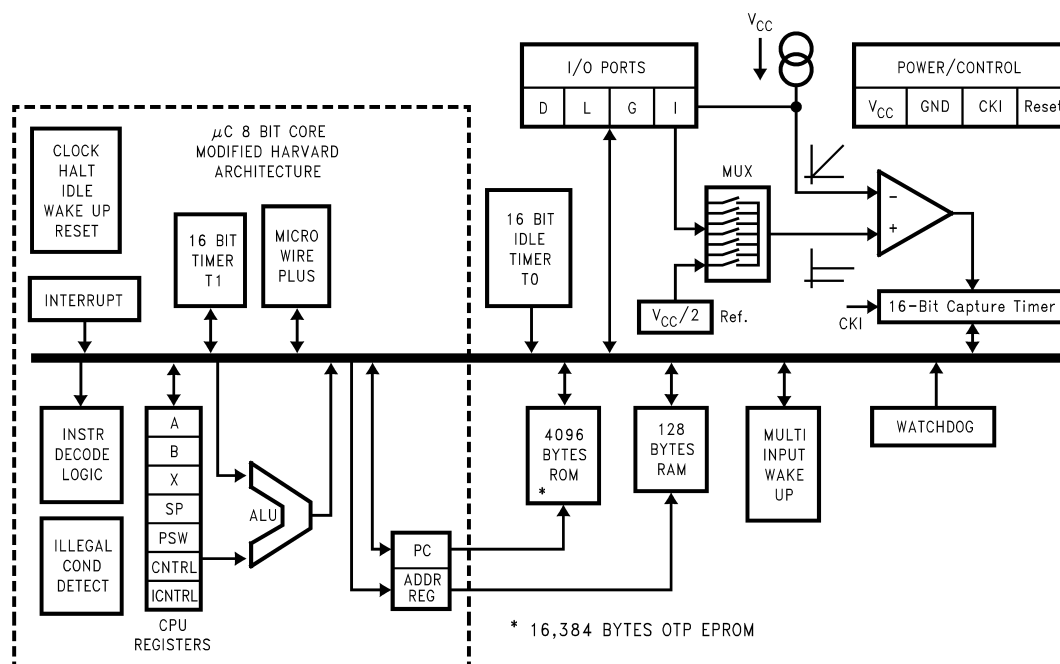 V_CC
I/O PORTS
D L G I
POWER/CONTROL
V_CC GND CKI Reset
μC 8 BIT CORE
MODIFIED HARVARD
ARCHITECTURE
CLOCK
HALT
IDLE
WAKE UP
RESET
16 BIT
TIMER
T1
MICRO
WIRE
PLUS
INTERRUPT
16 BIT
IDLE
TIMER
T0
MUX
V_CC/2 Ref.
−
+
CKI
16-Bit Capture Timer
INSTR
DECODE
LOGIC
ILLEGAL
COND
DETECT
A
B
X
SP
PSW
CNTRL
ICNTRL
CPU
REGISTERS
ALU
PC
ADDR
REG
4096
BYTES
ROM
*
128
BYTES
RAM
MULTI
INPUT
WAKE
UP
WATCHDOG
* 16,384 BYTES OTP EPROM